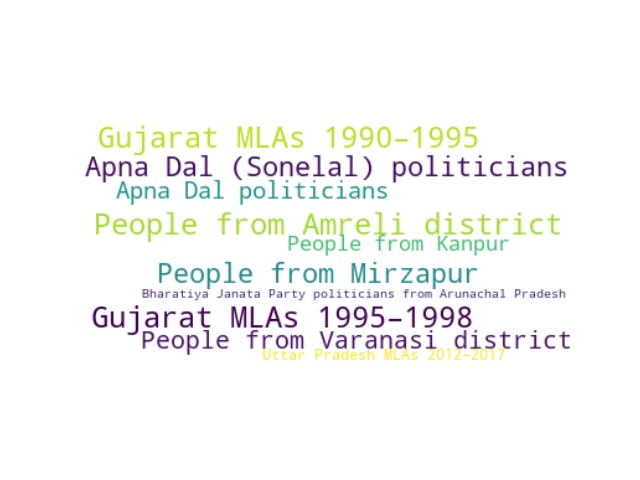 Gujarat MLAs 1990–1995
Apna Dal (Sonelal) politicians
Apna Dal politicians
People from Amreli district
People from Kanpur
People from Mirzapur
Bharatiya Janata Party politicians from Arunachal Pradesh
Gujarat MLAs 1995–1998
People from Varanasi district
Uttar Pradesh MLAs 2012–2017